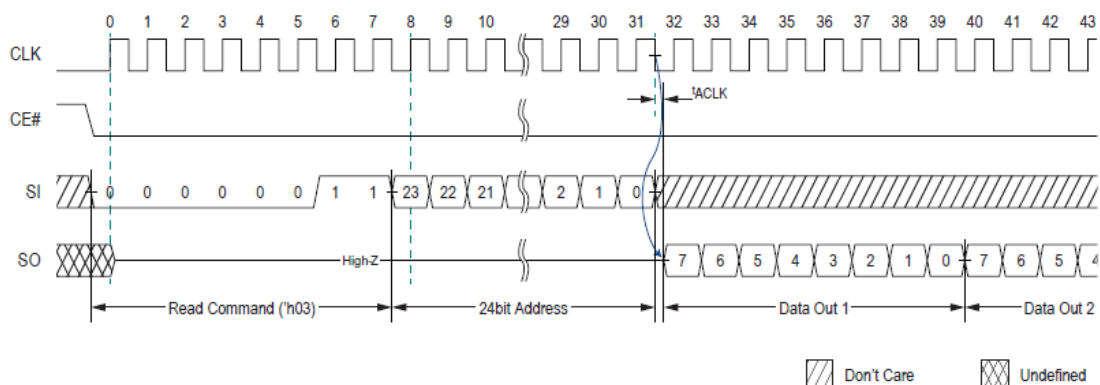 0 1 2 3 4 5 6 7 8 9 10 29 30 31 32 33 34 35 36 37 38 39 40 41 42 43
CLK
tACLK
CE#
SI 0 0 0 0 0 0 1 1 23 22 21 2 1 0
SO High-Z 7 6 5 4 3 2 1 0 7 6 5 4
Read Command ('h03) 24bit Address Data Out 1 Data Out 2
Don't Care Undefined